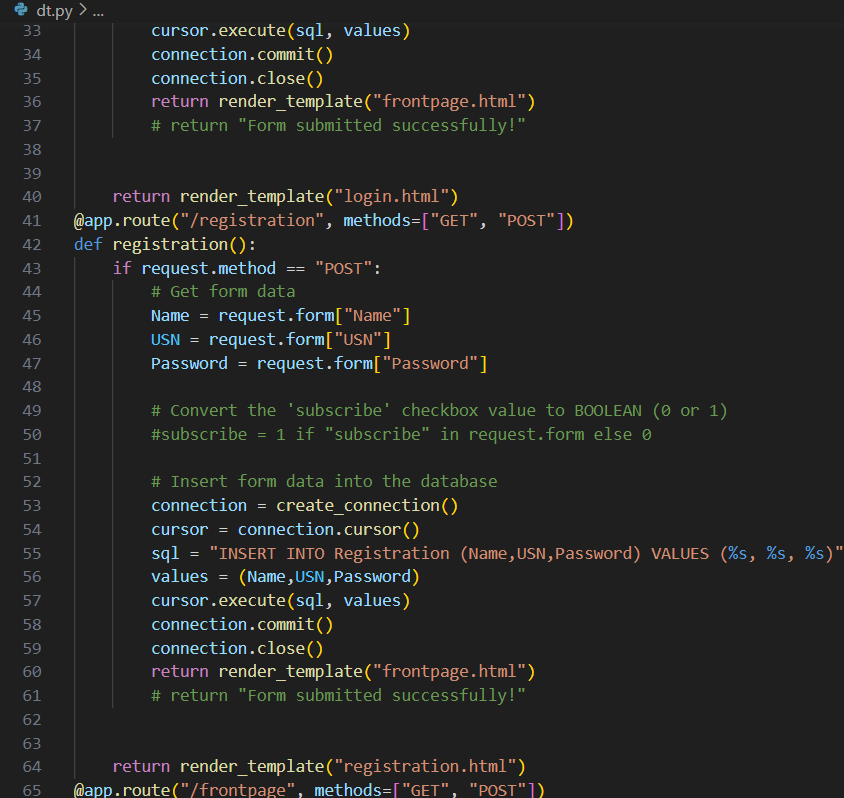 dt.py > ...
33 cursor.execute(sql, values)
34 connection.commit()
35 connection.close()
36 return render_template("frontpage.html")
37 # return "Form submitted successfully!"
38
39
40 return render_template("login.html")
41 @app.route("/registration", methods=["GET", "POST"])
42 def registration():
43 if request.method == "POST":
44 # Get form data
45 Name = request.form["Name"]
46 USN = request.form["USN"]
47 Password = request.form["Password"]
48
49 # Convert the 'subscribe' checkbox value to BOOLEAN (0 or 1)
50 #subscribe = 1 if "subscribe" in request.form else 0
51
52 # Insert form data into the database
53 connection = create_connection()
54 cursor = connection.cursor()
55 sql = "INSERT INTO Registration (Name,USN,Password) VALUES (%s, %s, %s)"
56 values = (Name,USN,Password)
57 cursor.execute(sql, values)
58 connection.commit()
59 connection.close()
60 return render_template("frontpage.html")
61 # return "Form submitted successfully!"
62
63
64 return render_template("registration.html")
65 @app.route("/frontpage", methods=["GET", "POST"])